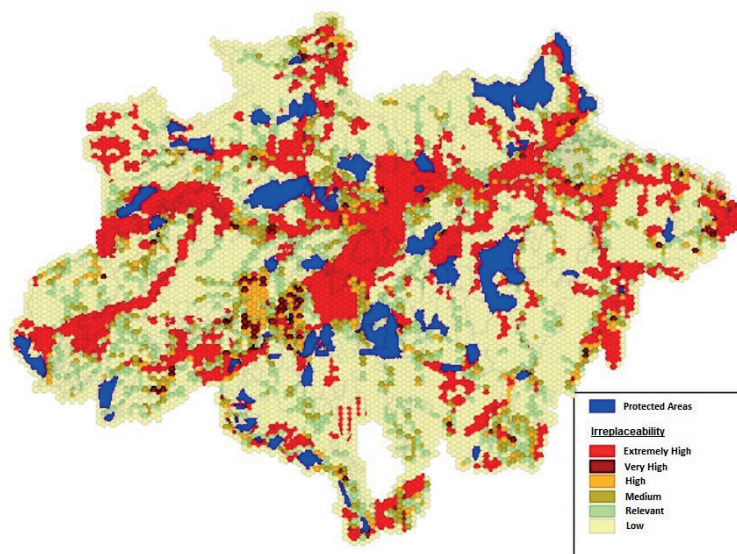 Protected Areas
Irreplaceability
Extremely High
Very High
High
Medium
Relevant
Low